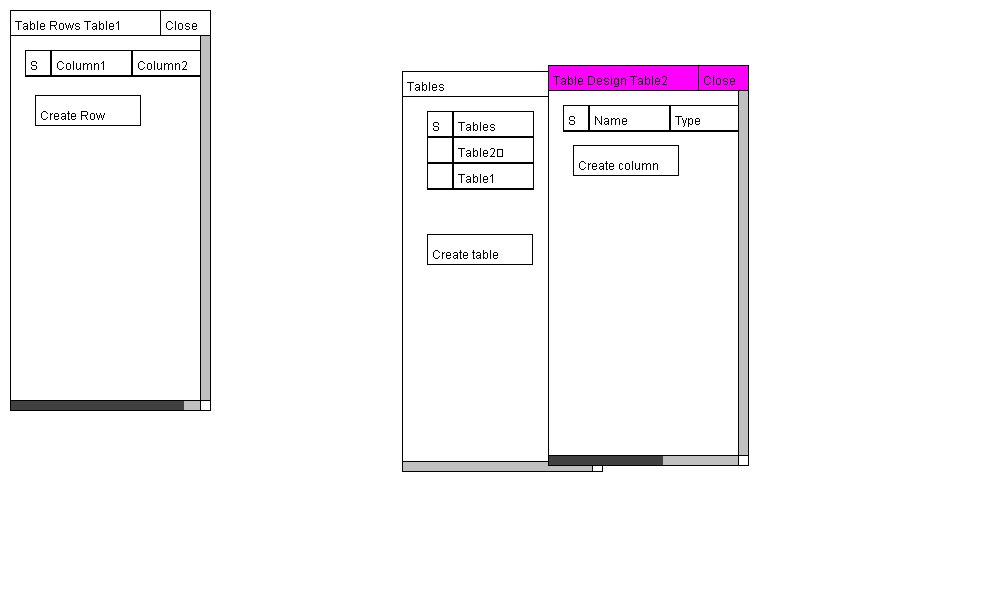 Table Rows Table1 Close
S Column1 Column2
Create Row
Tables
S Tables
Table2▯
Table1
Create table
Table Design Table2 Close
S Name Type
Create column